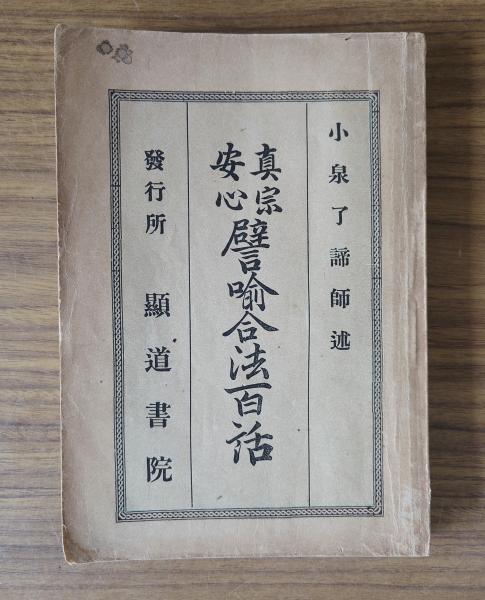 小泉了諦師述
真宗
安心
譬喻合法百話
發行所 顯道書院